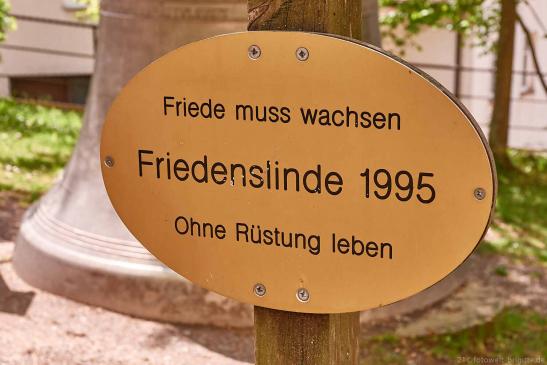 Friede muss wachsen
Friedenslinde 1995
Ohne Rüstung leben